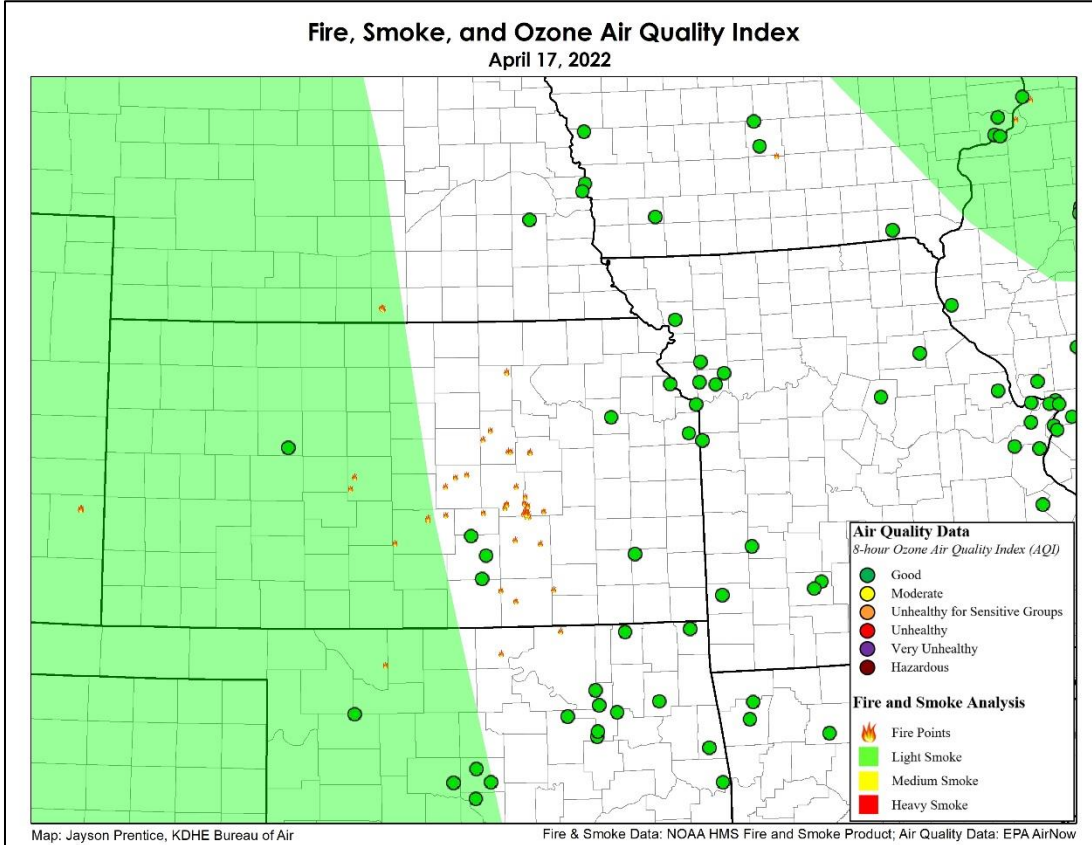 Fire, Smoke, and Ozone Air Quality Index
April 17, 2022
Air Quality Data
8-hour Ozone Air Quality Index (AQI)
Good
Moderate
Unhealthy for Sensitive Groups
Unhealthy
Very Unhealthy
Hazardous
Fire and Smoke Analysis
Fire Points
Light Smoke
Medium Smoke
Heavy Smoke
Map: Jayson Prentice, KDHE Bureau of Air
Fire & Smoke Data: NOAA HMS Fire and Smoke Product; Air Quality Data: EPA AirNow